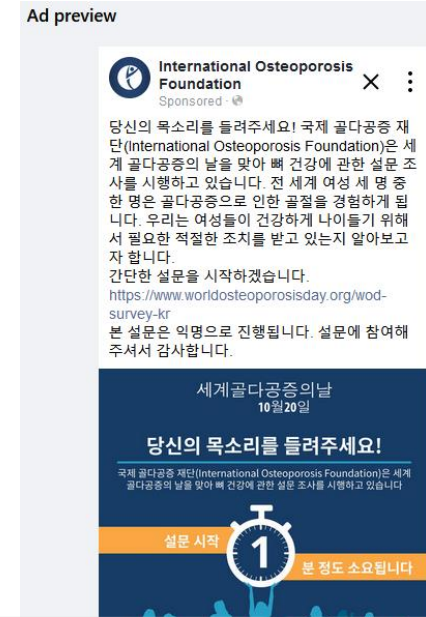 Ad preview
International Osteoporosis
Foundation
Sponsored ·
당신의 목소리를 들려주세요! 국제 골다공증 재
단(International Osteoporosis Foundation)은 세
계 골다공증의 날을 맞아 뼈 건강에 관한 설문 조
사를 시행하고 있습니다. 전 세계 여성 세 명 중
한 명은 골다공증으로 인한 골절을 경험하게 됩
니다. 우리는 여성들이 건강하게 나이들기 위해
서 필요한 적절한 조치를 받고 있는지 알아보고
자 합니다.
간단한 설문을 시작하겠습니다.
https://www.worldosteoporosisday.org/wod-
survey-kr
본 설문은 익명으로 진행됩니다. 설문에 참여해
주셔서 감사합니다.
세계골다공증의날
10월20일
당신의 목소리를 들려주세요!
국제 골다공증 재단(International Osteoporosis Foundation)은 세계
골다공증의 날을 맞아 뼈 건강에 관한 설문 조사를 시행하고 있습니다
설문 시작
1
분 정도 소요됩니다